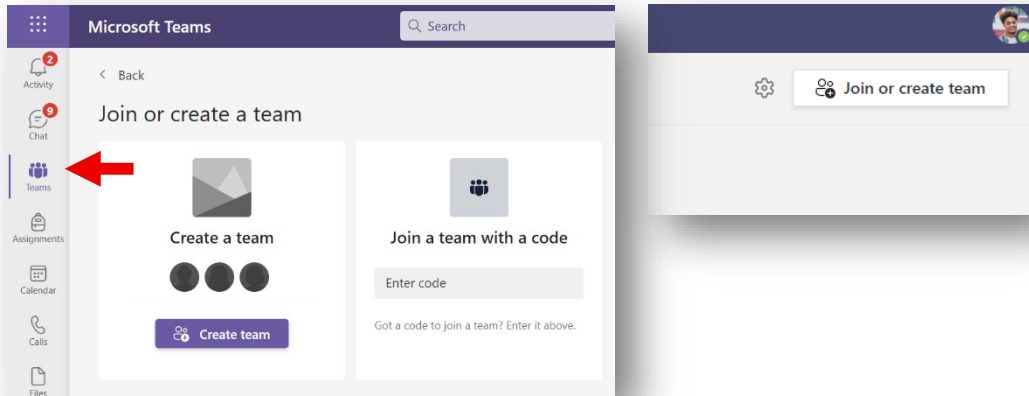 Microsoft Teams
Search
2
Activity
9
Chat
Teams
Assignments
Calendar
Calls
Files
< Back
Join or create a team
Create a team
Create team
Join a team with a code
Enter code
Got a code to join a team? Enter it above.
Join or create team